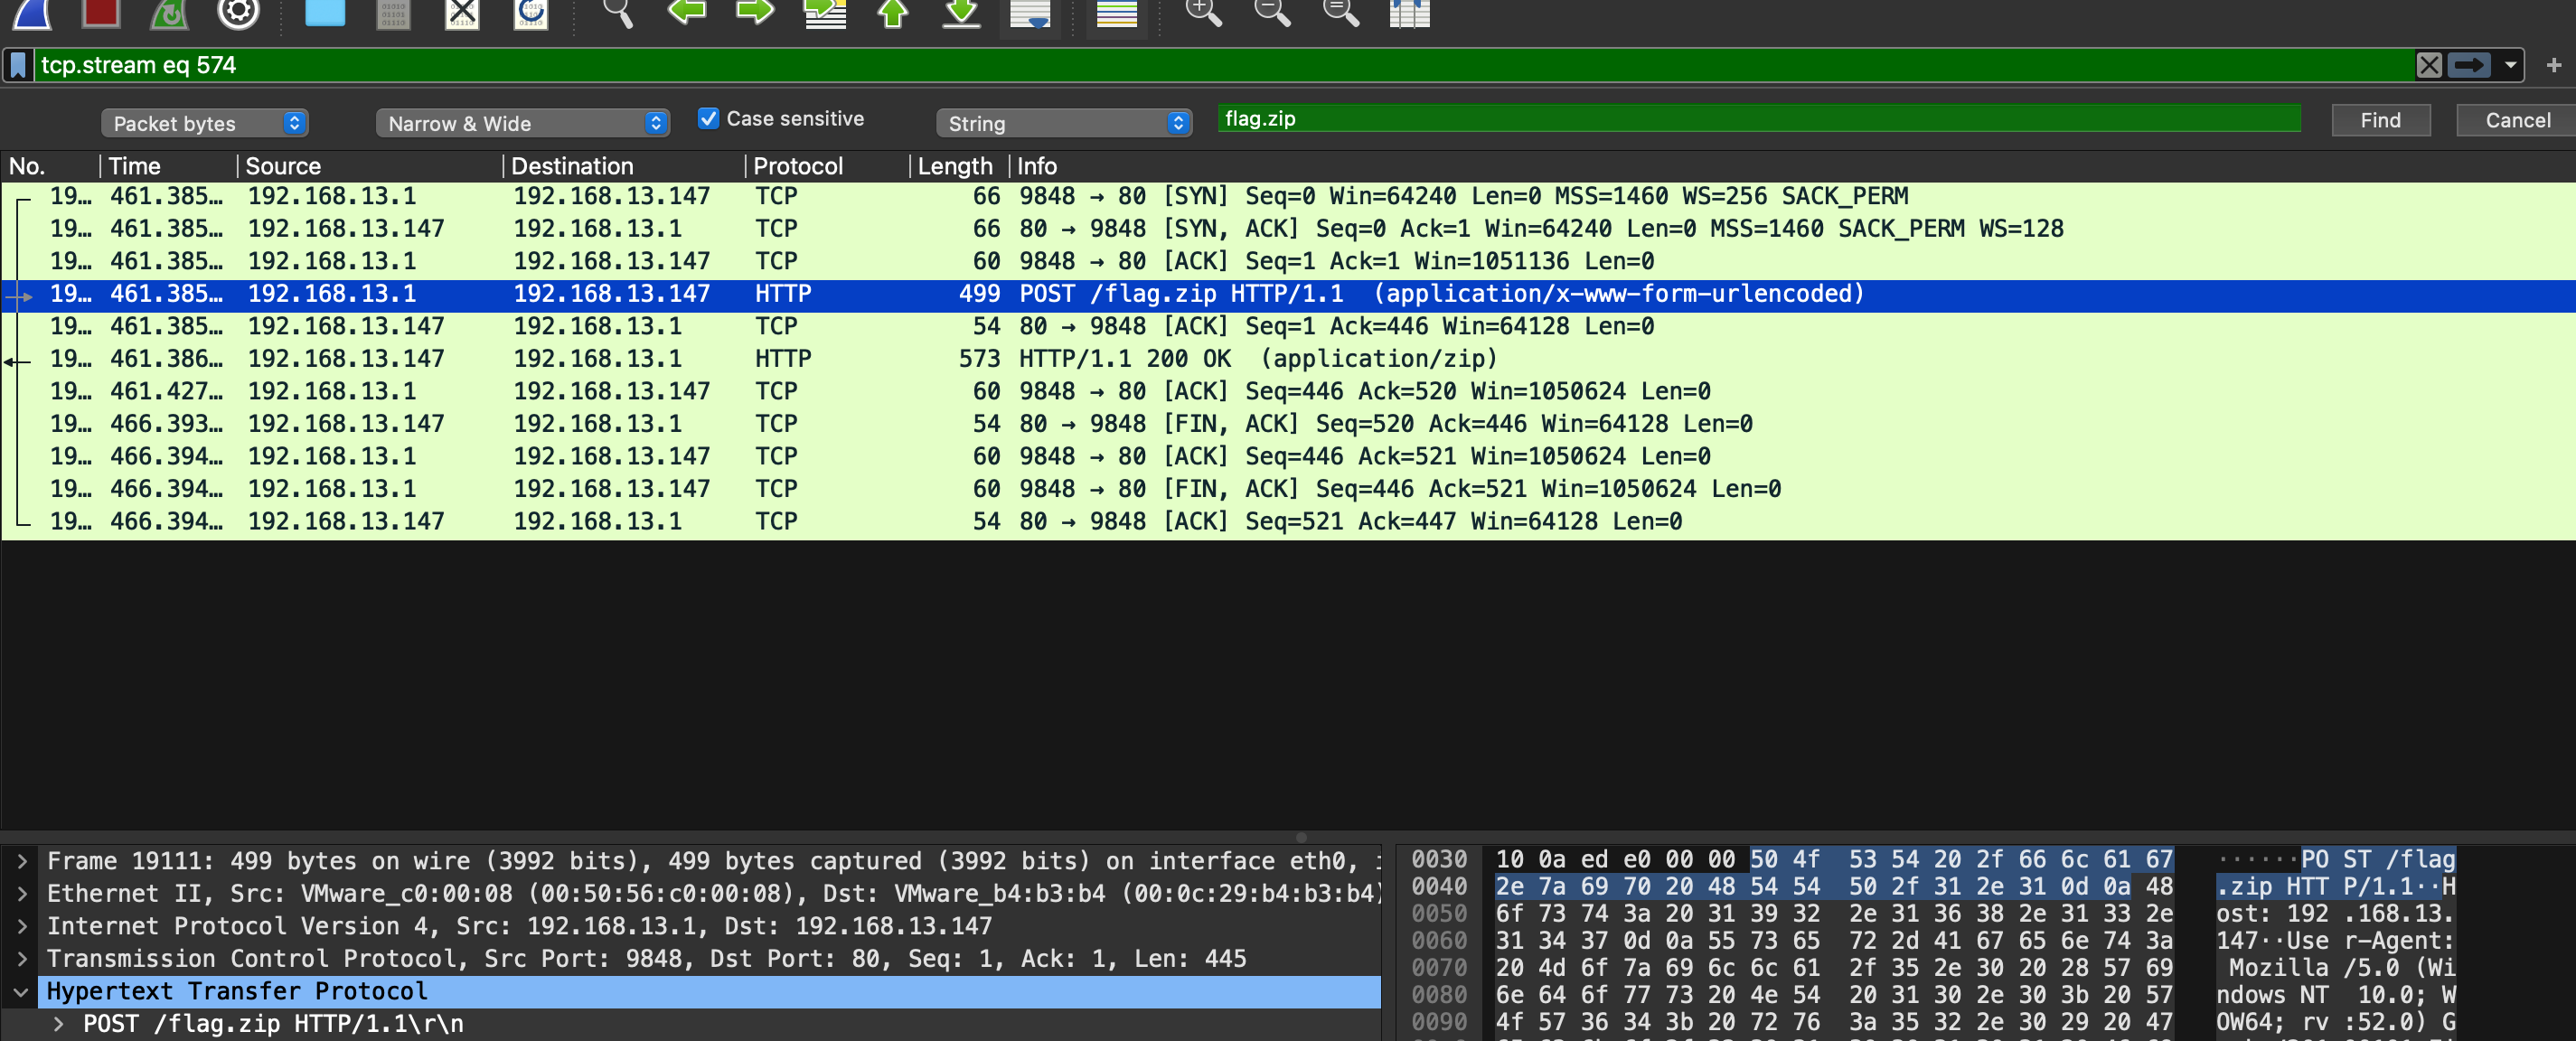 tcp.stream eq 574
Packet bytes Narrow & Wide Case sensitive String flag.zip Find Cancel
No. Time Source Destination Protocol Length Info
19… 461.385… 192.168.13.1 192.168.13.147 TCP 66 9848 → 80 [SYN] Seq=0 Win=64240 Len=0 MSS=1460 WS=256 SACK_PERM
19… 461.385… 192.168.13.147 192.168.13.1 TCP 66 80 → 9848 [SYN, ACK] Seq=0 Ack=1 Win=64240 Len=0 MSS=1460 SACK_PERM WS=128
19… 461.385… 192.168.13.1 192.168.13.147 TCP 60 9848 → 80 [ACK] Seq=1 Ack=1 Win=1051136 Len=0
19… 461.385… 192.168.13.1 192.168.13.147 HTTP 499 POST /flag.zip HTTP/1.1  (application/x-www-form-urlencoded)
19… 461.385… 192.168.13.147 192.168.13.1 TCP 54 80 → 9848 [ACK] Seq=1 Ack=446 Win=64128 Len=0
19… 461.386… 192.168.13.147 192.168.13.1 HTTP 573 HTTP/1.1 200 OK  (application/zip)
19… 461.427… 192.168.13.1 192.168.13.147 TCP 60 9848 → 80 [ACK] Seq=446 Ack=520 Win=1050624 Len=0
19… 466.393… 192.168.13.147 192.168.13.1 TCP 54 80 → 9848 [FIN, ACK] Seq=520 Ack=446 Win=64128 Len=0
19… 466.394… 192.168.13.1 192.168.13.147 TCP 60 9848 → 80 [ACK] Seq=446 Ack=521 Win=1050624 Len=0
19… 466.394… 192.168.13.1 192.168.13.147 TCP 60 9848 → 80 [FIN, ACK] Seq=446 Ack=521 Win=1050624 Len=0
19… 466.394… 192.168.13.147 192.168.13.1 TCP 54 80 → 9848 [ACK] Seq=521 Ack=447 Win=64128 Len=0
Frame 19111: 499 bytes on wire (3992 bits), 499 bytes captured (3992 bits) on interface eth0,
Ethernet II, Src: VMware_c0:00:08 (00:50:56:c0:00:08), Dst: VMware_b4:b3:b4 (00:0c:29:b4:b3:b4)
Internet Protocol Version 4, Src: 192.168.13.1, Dst: 192.168.13.147
Transmission Control Protocol, Src Port: 9848, Dst Port: 80, Seq: 1, Ack: 1, Len: 445
Hypertext Transfer Protocol
POST /flag.zip HTTP/1.1\r\n
0030 10 0a ed e0 00 00 50 4f 53 54 20 2f 66 6c 61 67 ······PO ST /flag
0040 2e 7a 69 70 20 48 54 54 50 2f 31 2e 31 0d 0a 48 .zip HTT P/1.1··H
0050 6f 73 74 3a 20 31 39 32 2e 31 36 38 2e 31 33 2e ost: 192 .168.13.
0060 31 34 37 0d 0a 55 73 65 72 2d 41 67 65 6e 74 3a 147··Use r-Agent:
0070 20 4d 6f 7a 69 6c 6c 61 2f 35 2e 30 20 28 57 69 Mozilla /5.0 (Wi
0080 6e 64 6f 77 73 20 4e 54 20 31 30 2e 30 3b 20 57 ndows NT 10.0; W
0090 4f 57 36 34 3b 20 72 76 3a 35 32 2e 30 29 20 47 OW64; rv :52.0) G